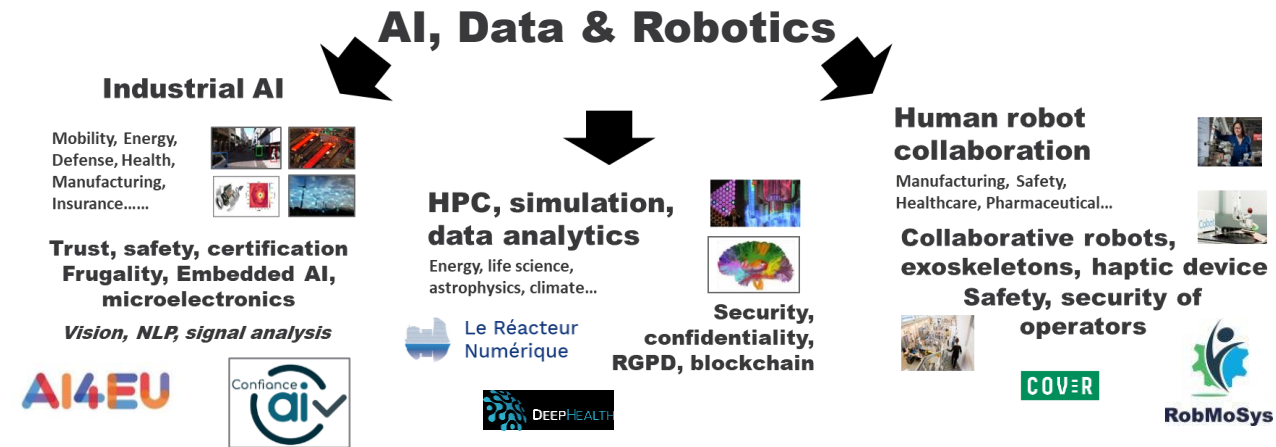 AI, Data & Robotics
Industrial AI
Mobility, Energy,
Defense, Health,
Manufacturing,
Insurance......
Trust, safety, certification
Frugality, Embedded AI,
microelectronics
Vision, NLP, signal analysis
AI4EU
Confiance
ai
HPC, simulation,
data analytics
Energy, life science,
astrophysics, climate...
Le Réacteur
Numérique
Security,
confidentiality,
RGPD, blockchain
DEEPHEALTH
Human robot
collaboration
Manufacturing, Safety,
Healthcare, Pharmaceutical...
Collaborative robots,
exoskeletons, haptic device
Safety, security of
operators
COVR
RobMoSys